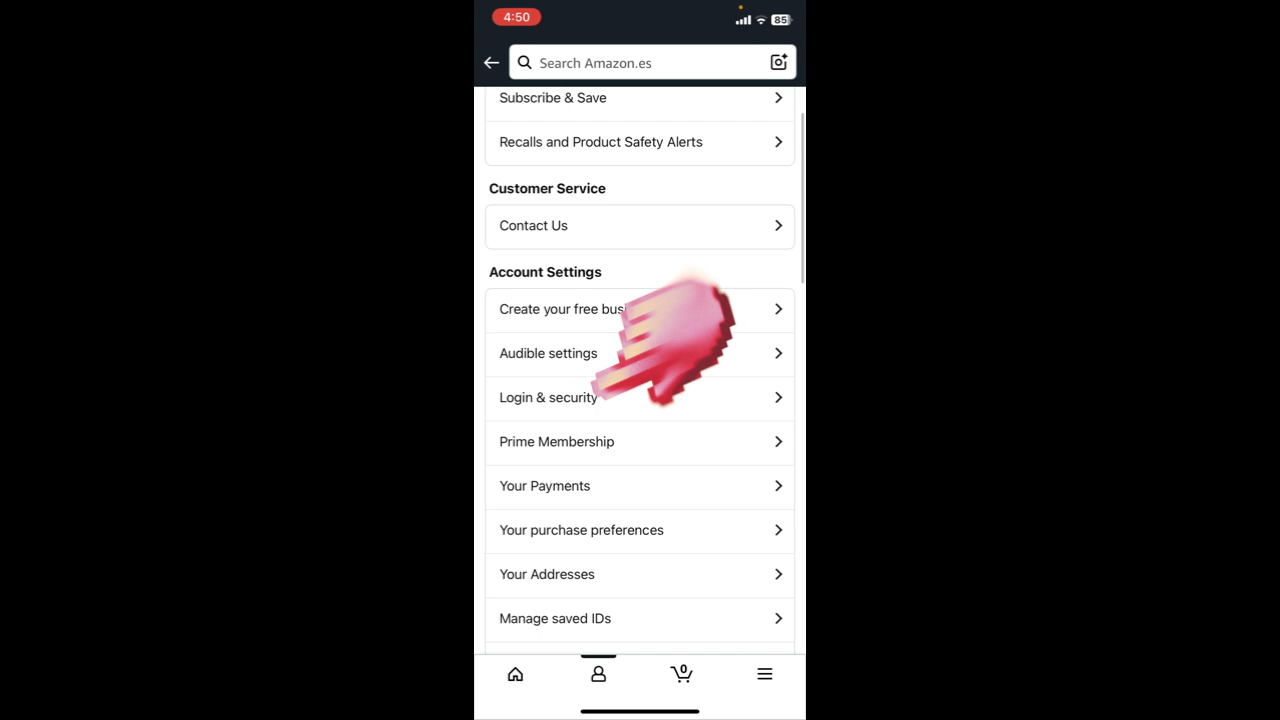 4:50
85
Search Amazon.es
Subscribe & Save
Recalls and Product Safety Alerts
Customer Service
Contact Us
Account Settings
Create your free
Audible settings
Login & security
Prime Membership
Your Payments
Your purchase preferences
Your Addresses
Manage saved IDs
0